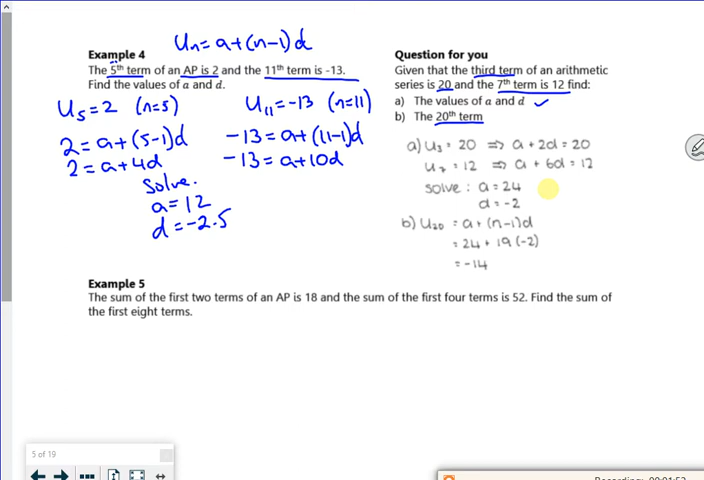 Uₙ = a + (n-1)d
Example 4
The 5th term of an AP is 2 and the 11th term is -13.
Find the values of a and d.
U₅ = 2 (n=5)
U₁₁ = -13 (n=11)
2 = a + (5-1)d
-13 = a + (11-1)d
2 = a + 4d
-13 = a + 10d
Solve.
a = 12
d = -2.5
Question for you
Given that the third term of an arithmetic
series is 20 and the 7th term is 12 find:
a) The values of a and d ✓
b) The 20th term
a) U₃ = 20 ⇒ a + 2d = 20
U₇ = 12 ⇒ a + 6d = 12
solve : a = 24
d = -2
b) U₂₀ = a + (n-1)d
= 24 + 19(-2)
= -14
Example 5
The sum of the first two terms of an AP is 18 and the sum of the first four terms is 52. Find the sum of
the first eight terms.
5 of 19